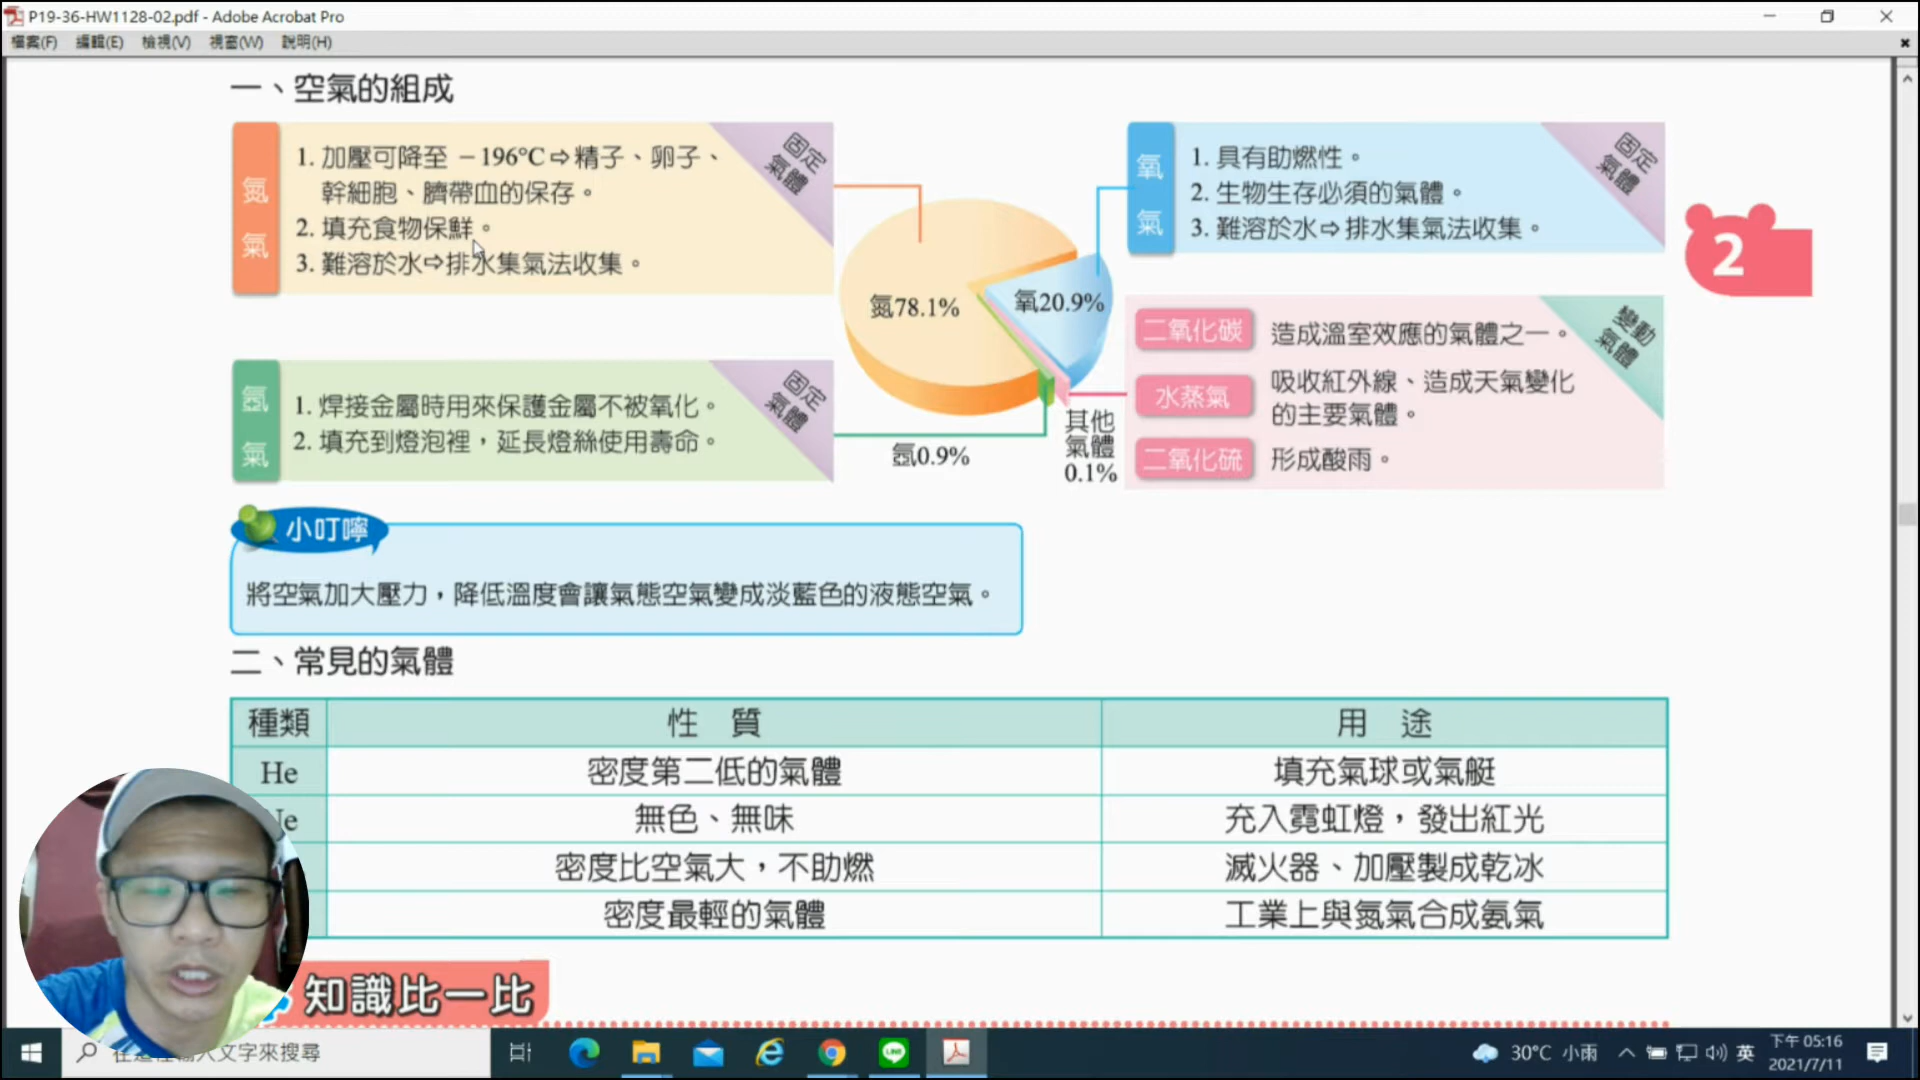 P19-36-HW1128-02.pdf - Adobe Acrobat Pro
檔案(F) 編輯(E) 檢視(V) 視窗(W) 說明(H)
一、空氣的組成
氮氣
固定氣體
1. 加壓可降至 －196°C⇨精子、卵子、
幹細胞、臍帶血的保存。
2. 填充食物保鮮。
3. 難溶於水⇨排水集氣法收集。
氧氣
固定氣體
1. 具有助燃性。
2. 生物生存必須的氣體。
3. 難溶於水⇨排水集氣法收集。
2
氮78.1%
氧20.9%
氬0.9%
其他
氣體
0.1%
變動氣體
二氧化碳 造成溫室效應的氣體之一。
水蒸氣 吸收紅外線、造成天氣變化
的主要氣體。
二氧化硫 形成酸雨。
氬氣
固定氣體
1. 焊接金屬時用來保護金屬不被氧化。
2. 填充到燈泡裡，延長燈絲使用壽命。
小叮嚀
將空氣加大壓力，降低溫度會讓氣態空氣變成淡藍色的液態空氣。
二、常見的氣體
種類 性 質 用 途
He 密度第二低的氣體 填充氣球或氣艇
無色、無味 充入霓虹燈，發出紅光
密度比空氣大，不助燃 滅火器、加壓製成乾冰
密度最輕的氣體 工業上與氮氣合成氨氣
知識比一比
文字來搜尋
30°C 小雨
英
下午 05:16
2021/7/11